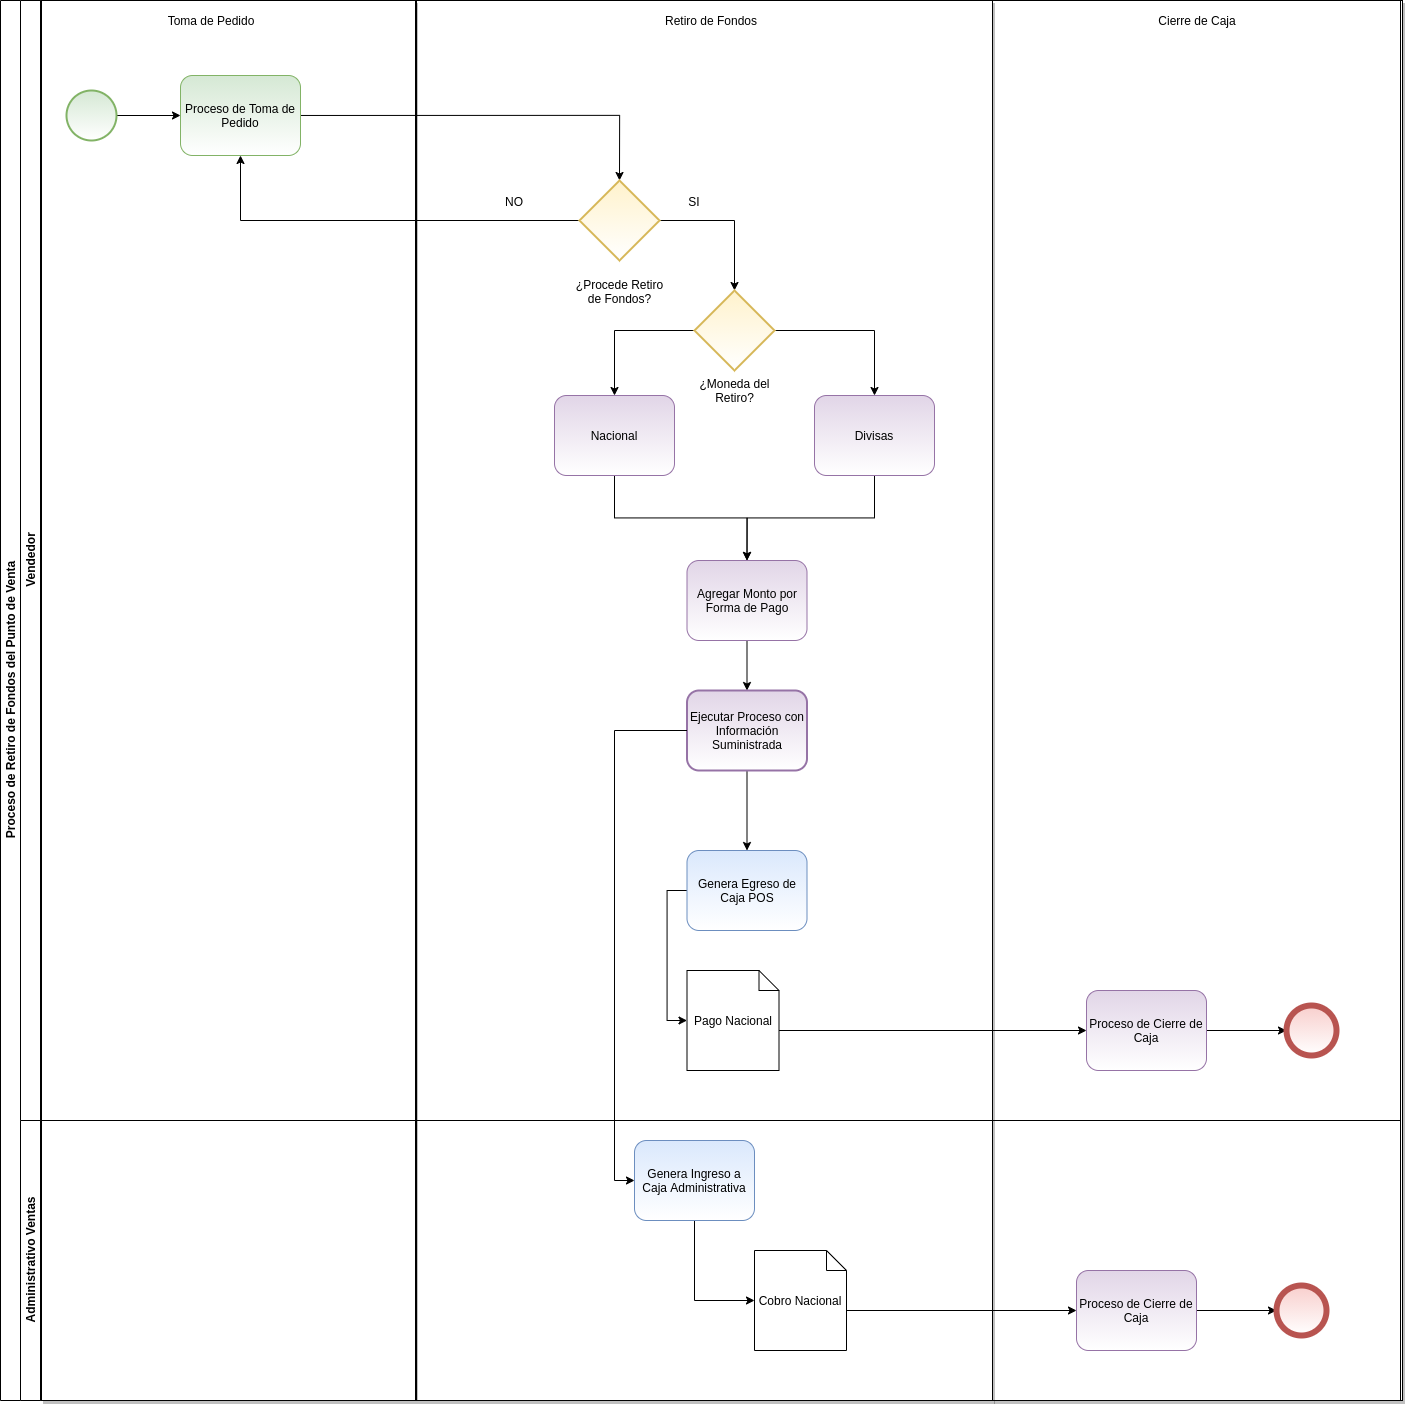 Toma de Pedido
Retiro de Fondos
Cierre de Caja
Proceso de Retiro de Fondos del Punto de Venta
Vendedor
Proceso de Toma de
Pedido
NO
SI
¿Procede Retiro
de Fondos?
¿Moneda del
Retiro?
Nacional
Divisas
Agregar Monto por
Forma de Pago
Ejecutar Proceso con
Información
Suministrada
Genera Egreso de
Caja POS
Pago Nacional
Proceso de Cierre de
Caja
Administrativo Ventas
Genera Ingreso a
Caja Administrativa
Cobro Nacional
Proceso de Cierre de
Caja